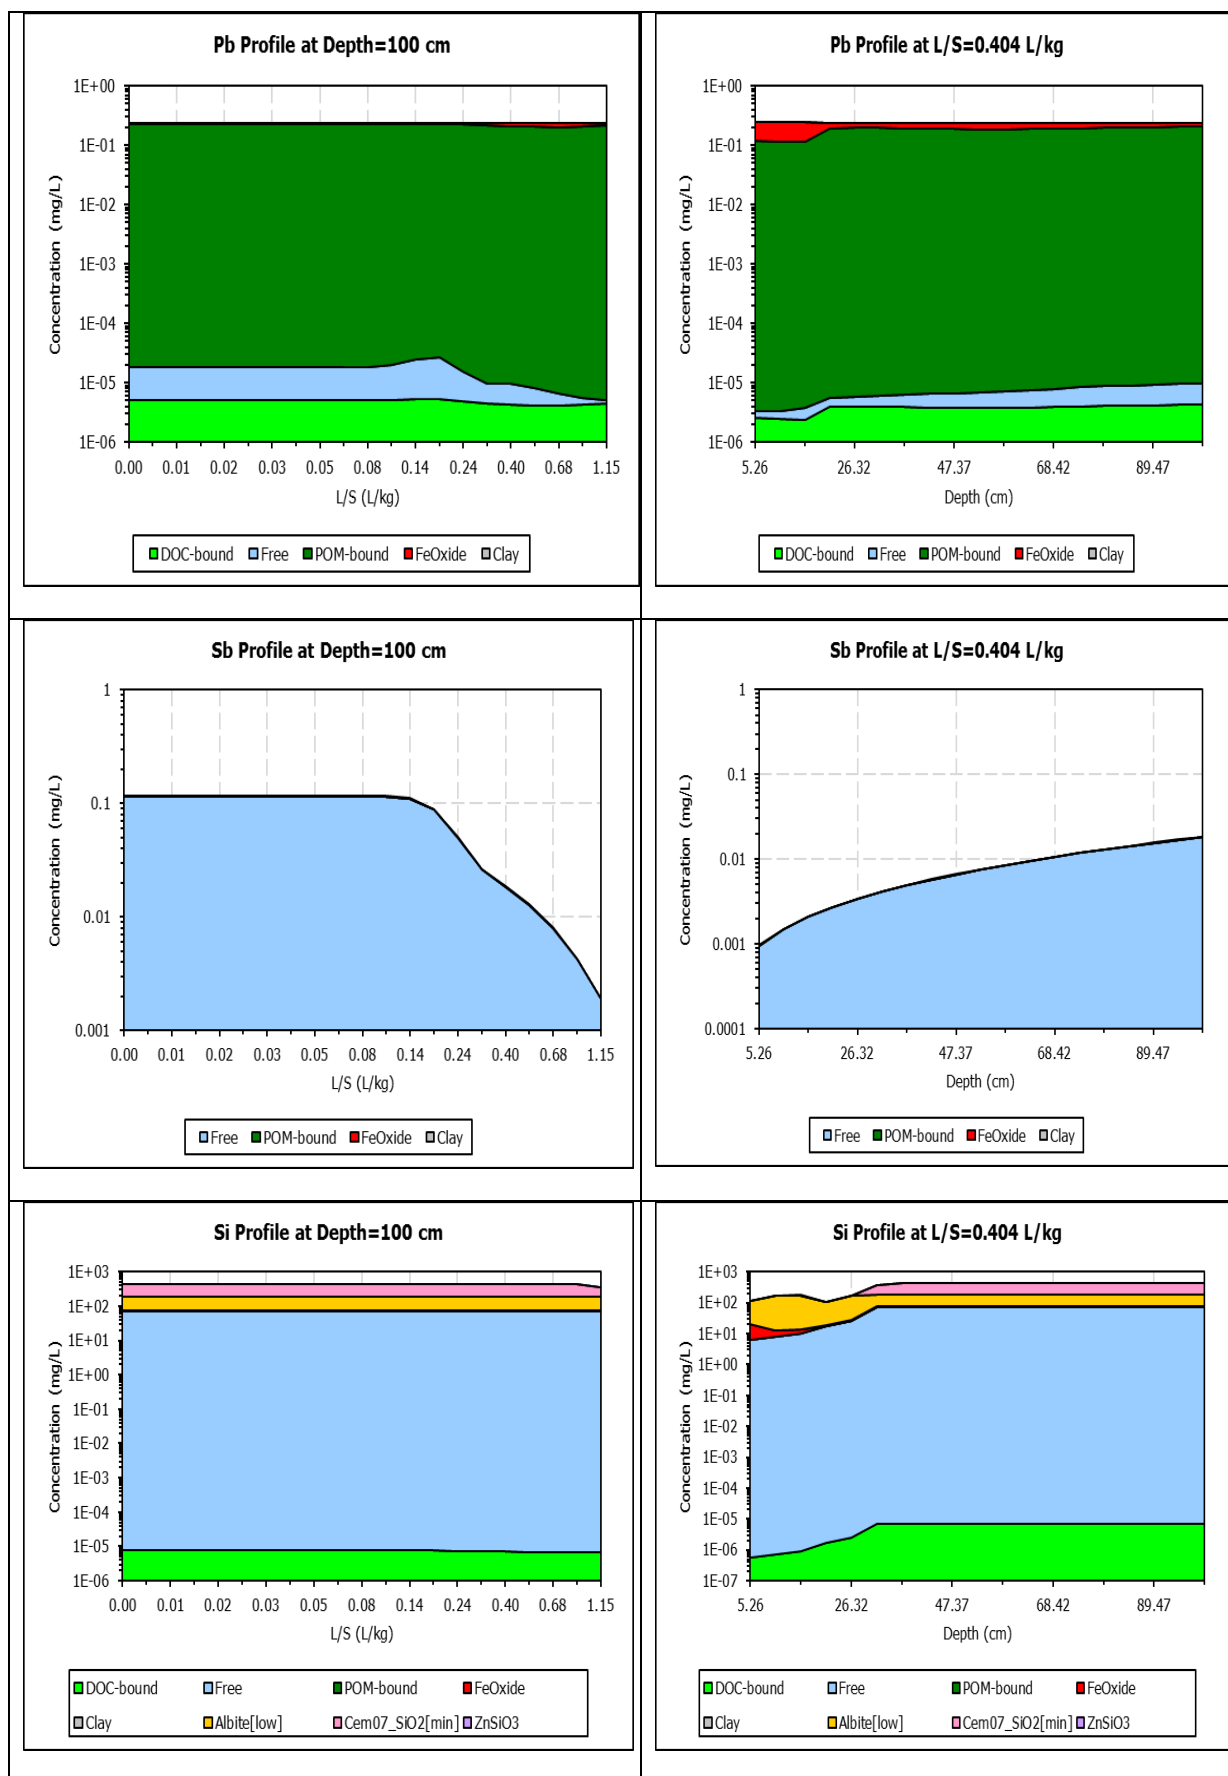 Pb Profile at Depth=100 cm
Concentration (mg/L)
1E+00
1E-01
1E-02
1E-03
1E-04
1E-05
1E-06
0.00 0.01 0.02 0.03 0.05 0.08 0.14 0.24 0.40 0.68 1.15
L/S (L/kg)
DOC-bound Free POM-bound FeOxide Clay
Pb Profile at L/S=0.404 L/kg
Concentration (mg/L)
1E+00
1E-01
1E-02
1E-03
1E-04
1E-05
1E-06
5.26 26.32 47.37 68.42 89.47
Depth (cm)
DOC-bound Free POM-bound FeOxide Clay
Sb Profile at Depth=100 cm
Concentration (mg/L)
1
0.1
0.01
0.001
0.00 0.01 0.02 0.03 0.05 0.08 0.14 0.24 0.40 0.68 1.15
L/S (L/kg)
Free POM-bound FeOxide Clay
Sb Profile at L/S=0.404 L/kg
Concentration (mg/L)
1
0.1
0.01
0.001
0.0001
5.26 26.32 47.37 68.42 89.47
Depth (cm)
Free POM-bound FeOxide Clay
Si Profile at Depth=100 cm
Concentration (mg/L)
1E+03
1E+02
1E+01
1E+00
1E-01
1E-02
1E-03
1E-04
1E-05
1E-06
0.00 0.01 0.02 0.03 0.05 0.08 0.14 0.24 0.40 0.68 1.15
L/S (L/kg)
DOC-bound Free POM-bound FeOxide
Clay Albite[low] Cem07_SiO2[min] ZnSiO3
Si Profile at L/S=0.404 L/kg
Concentration (mg/L)
1E+03
1E+02
1E+01
1E+00
1E-01
1E-02
1E-03
1E-04
1E-05
1E-06
1E-07
5.26 26.32 47.37 68.42 89.47
Depth (cm)
DOC-bound Free POM-bound FeOxide
Clay Albite[low] Cem07_SiO2[min] ZnSiO3